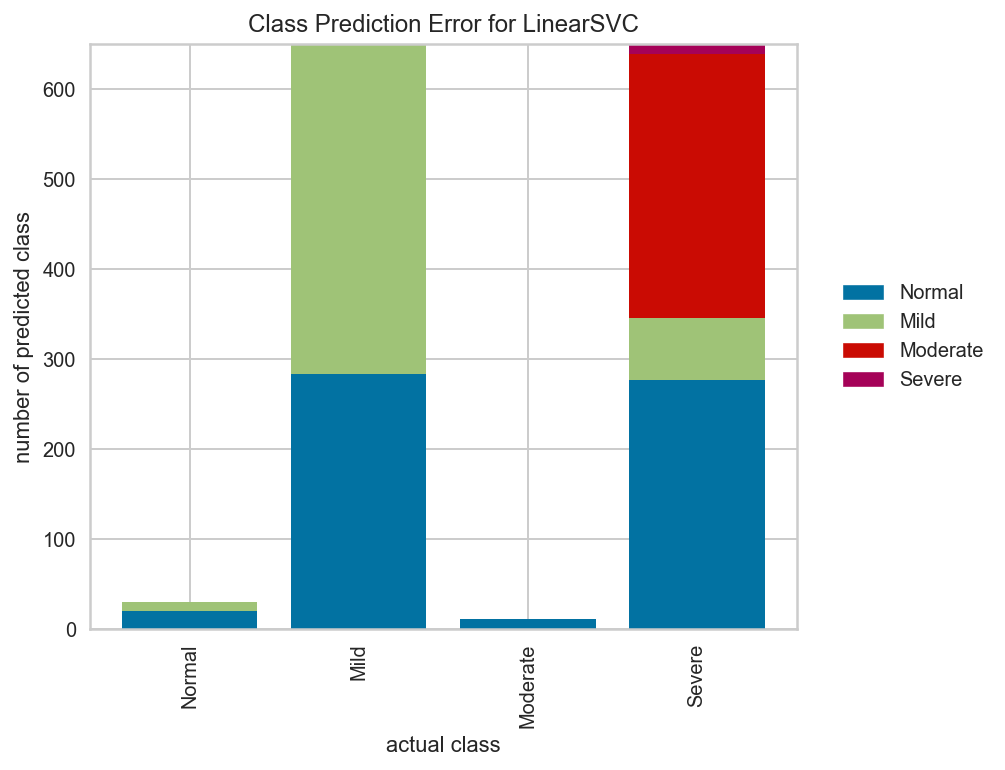 Class Prediction Error for LinearSVC
number of predicted class
600
500
400
300
200
100
0
Normal
Mild
Moderate
Severe
actual class
Normal
Mild
Moderate
Severe